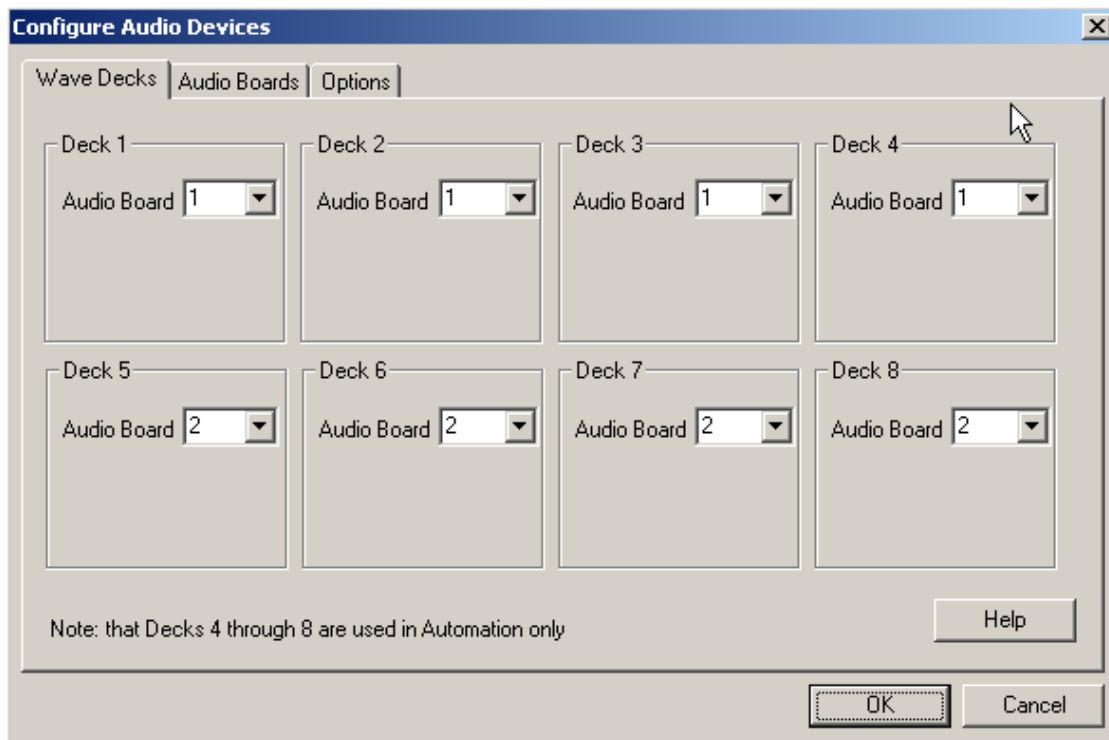 Configure Audio Devices
Wave Decks Audio Boards Options
Deck 1 Deck 2 Deck 3 Deck 4
Audio Board 1 Audio Board 1 Audio Board 1 Audio Board 1
Deck 5 Deck 6 Deck 7 Deck 8
Audio Board 2 Audio Board 2 Audio Board 2 Audio Board 2
Note: that Decks 4 through 8 are used in Automation only
Help
OK Cancel